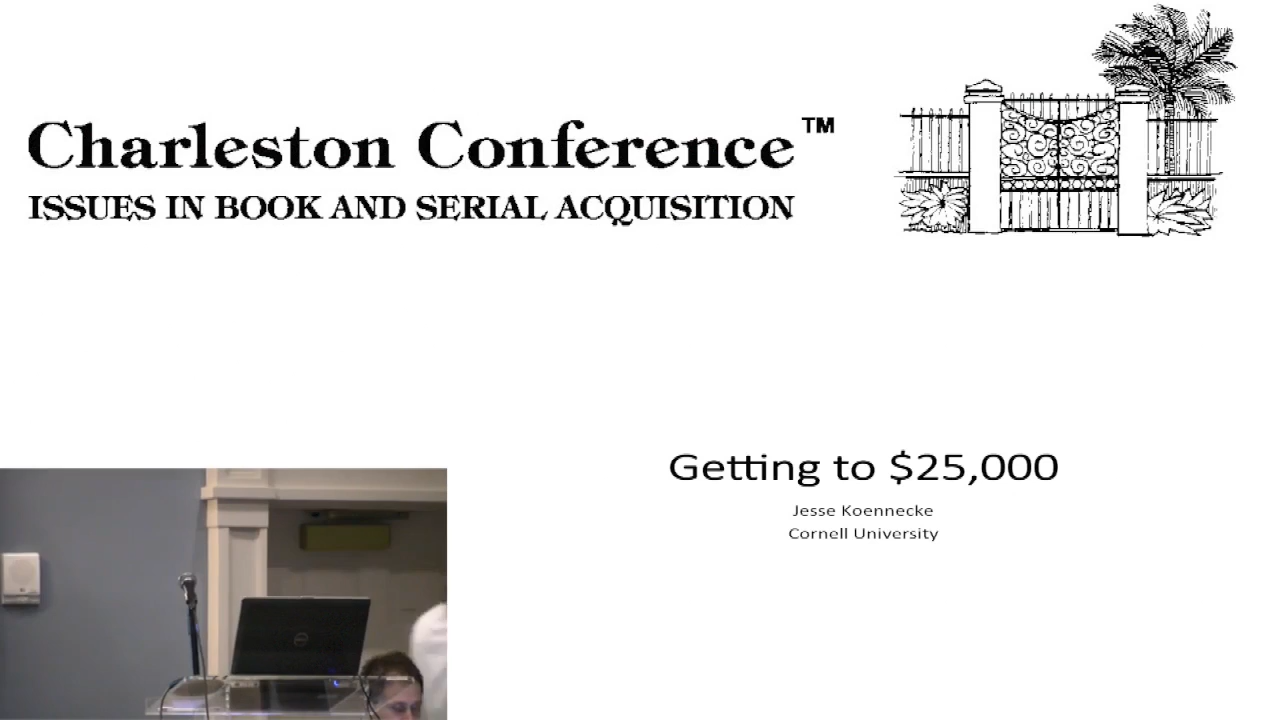 Charleston Conference™
ISSUES IN BOOK AND SERIAL ACQUISITION
Getting to $25,000
Jesse Koennecke
Cornell University